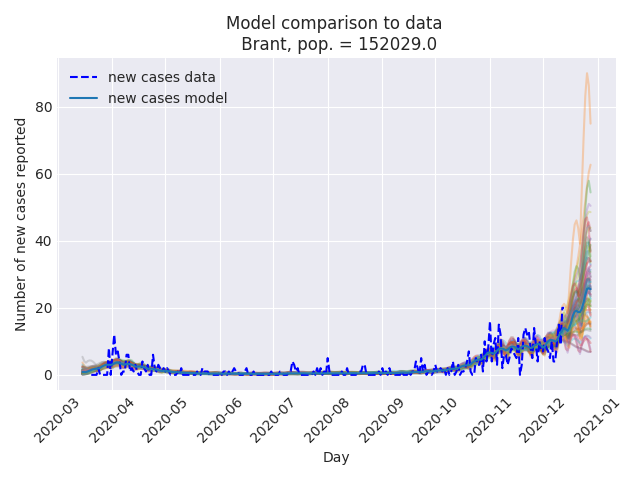 Model comparison to data
Brant, pop. = 152029.0
new cases data
new cases model
Number of new cases reported
80
60
40
20
0
2020-03
2020-04
2020-05
2020-06
2020-07
2020-08
2020-09
2020-10
2020-11
2020-12
2021-01
Day